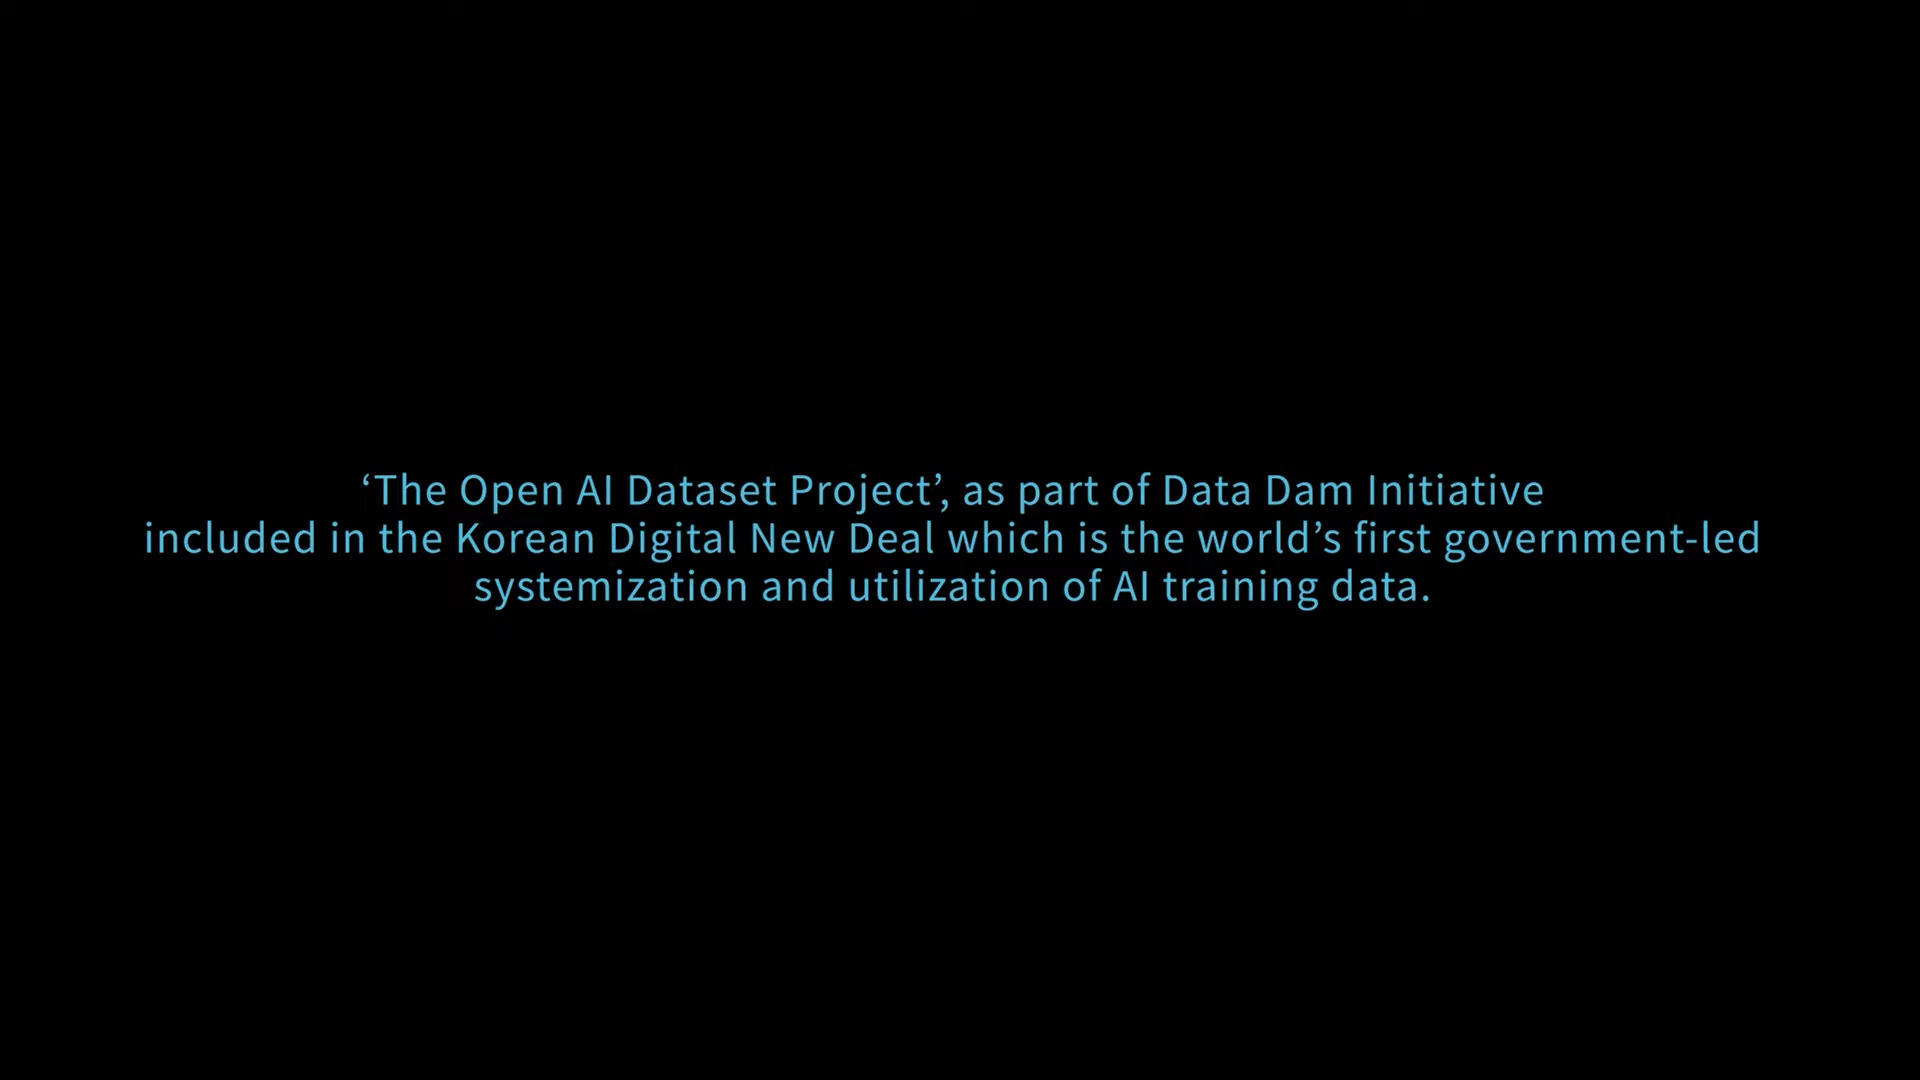 ‘The Open AI Dataset Project’, as part of Data Dam Initiative
included in the Korean Digital New Deal which is the world’s first government-led
systemization and utilization of AI training data.